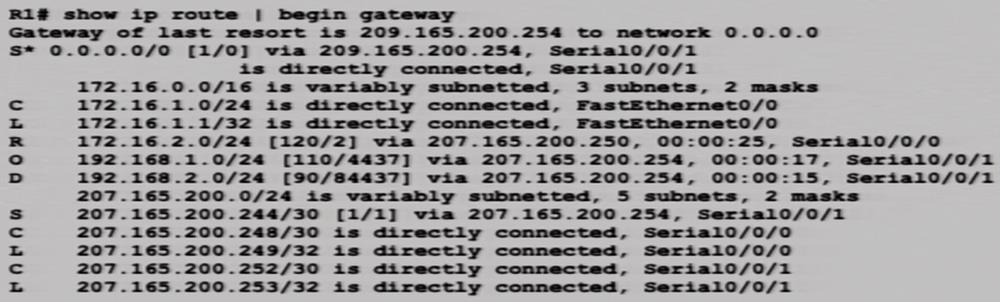 R1# show ip route | begin gateway
Gateway of last resort is 209.165.200.254 to network 0.0.0.0
S* 0.0.0.0/0 [1/0] via 209.165.200.254, Serial0/0/1
is directly connected, Serial0/0/1
172.16.0.0/16 is variably subnetted, 3 subnets, 2 masks
C 172.16.1.0/24 is directly connected, FastEthernet0/0
L 172.16.1.1/32 is directly connected, FastEthernet0/0
R 172.16.2.0/24 [120/2] via 207.165.200.250, 00:00:25, Serial0/0/0
O 192.168.1.0/24 [110/4437] via 207.165.200.254, 00:00:17, Serial0/0/1
D 192.168.2.0/24 [90/84437] via 207.165.200.254, 00:00:15, Serial0/0/1
207.165.200.0/24 is variably subnetted, 5 subnets, 2 masks
S 207.165.200.244/30 [1/1] via 207.165.200.254, Serial0/0/1
C 207.165.200.248/30 is directly connected, Serial0/0/0
L 207.165.200.249/32 is directly connected, Serial0/0/0
C 207.165.200.252/30 is directly connected, Serial0/0/1
L 207.165.200.253/32 is directly connected, Serial0/0/1